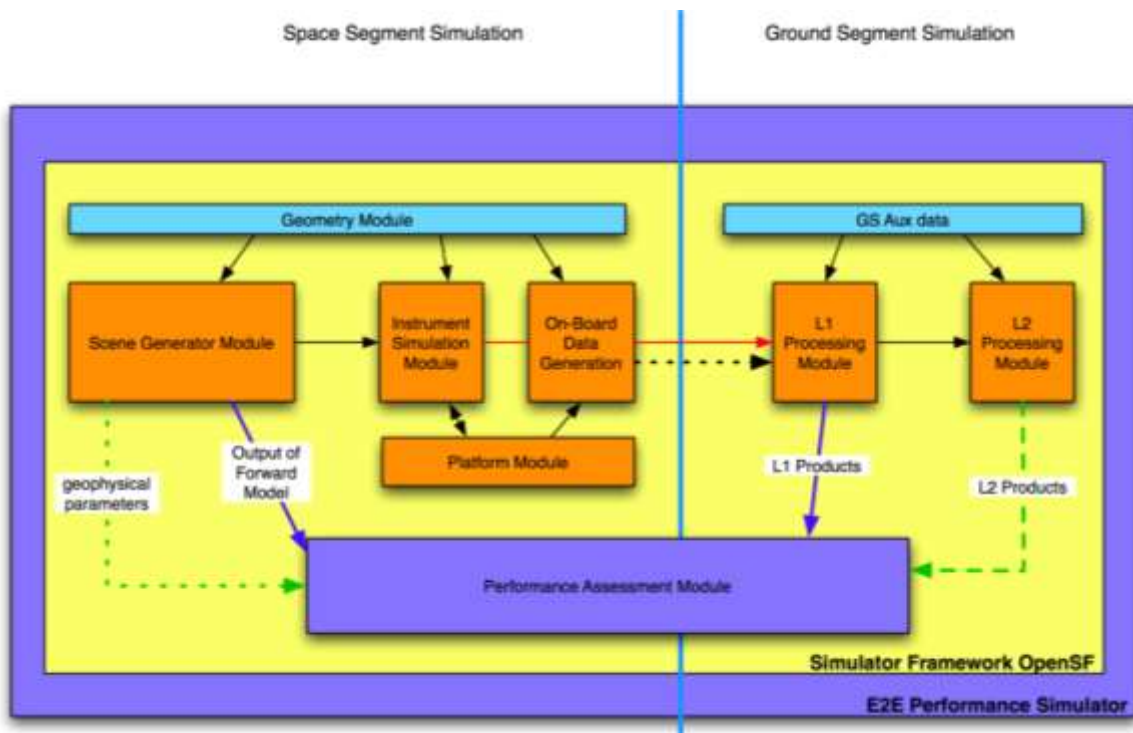 Space Segment Simulation
Ground Segment Simulation
Geometry Module
GS Aux data
Scene Generator Module
Instrument
Simulation
Module
On-Board
Data
Generation
L1
Processing
Module
L2
Processing
Module
Platform Module
geophysical
parameters
Output of
Forward
Model
L1 Products
L2 Products
Performance Assessment Module
Simulator Framework OpenSF
E2E Performance Simulator